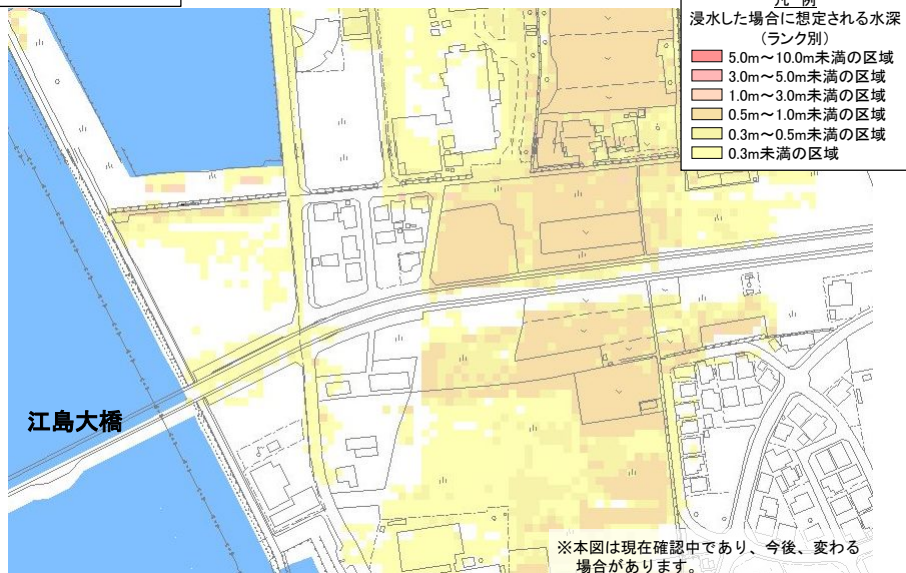 凡 例
浸水した場合に想定される水深
(ランク別)
5.0m～10.0m未満の区域
3.0m～5.0m未満の区域
1.0m～3.0m未満の区域
0.5m～1.0m未満の区域
0.3m～0.5m未満の区域
0.3m未満の区域
江島大橋
※本図は現在確認中であり、今後、変わる
場合があります。